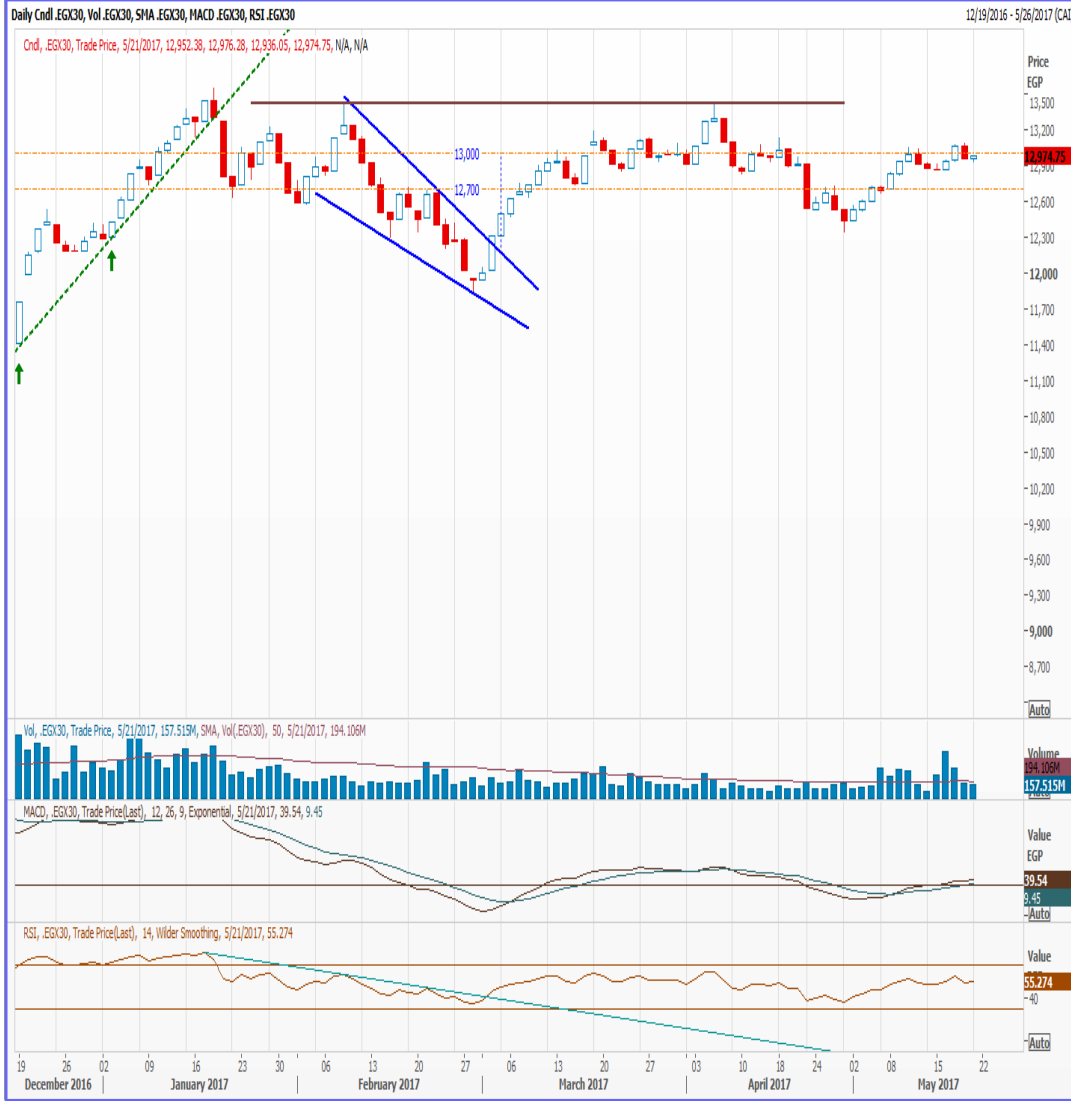 Daily Cndl .EGX30, Vol .EGX30, SMA .EGX30, MACD .EGX30, RSI .EGX30
12/19/2016 - 5/26/2017 (CAI
Cndl, .EGX30, Trade Price, 5/21/2017, 12,952.38, 12,976.28, 12,936.05, 12,974.75, N/A, N/A
Price
EGP
13,500
13,200
13,000
12,974.75
12,900
12,700
12,600
12,300
12,000
11,700
11,400
11,100
10,800
10,500
10,200
9,900
9,600
9,300
9,000
8,700
Auto
Vol, .EGX30, Trade Price, 5/21/2017, 157.515M, SMA, Vol(.EGX30), 50, 5/21/2017, 194.106M
Volume
194.106M
157.515M
MACD, .EGX30, Trade Price(Last), 12, 26, 9, Exponential, 5/21/2017, 39.54, 9.45
Value
EGP
39.54
9.45
Auto
RSI, .EGX30, Trade Price(Last), 14, Wilder Smoothing, 5/21/2017, 55.274
Value
55.274
40
Auto
19 26 02 09 16 23 30 06 13 20 27 06 13 20 27 03 10 18 24 02 08 15 22
December 2016 January 2017 February 2017 March 2017 April 2017 May 2017